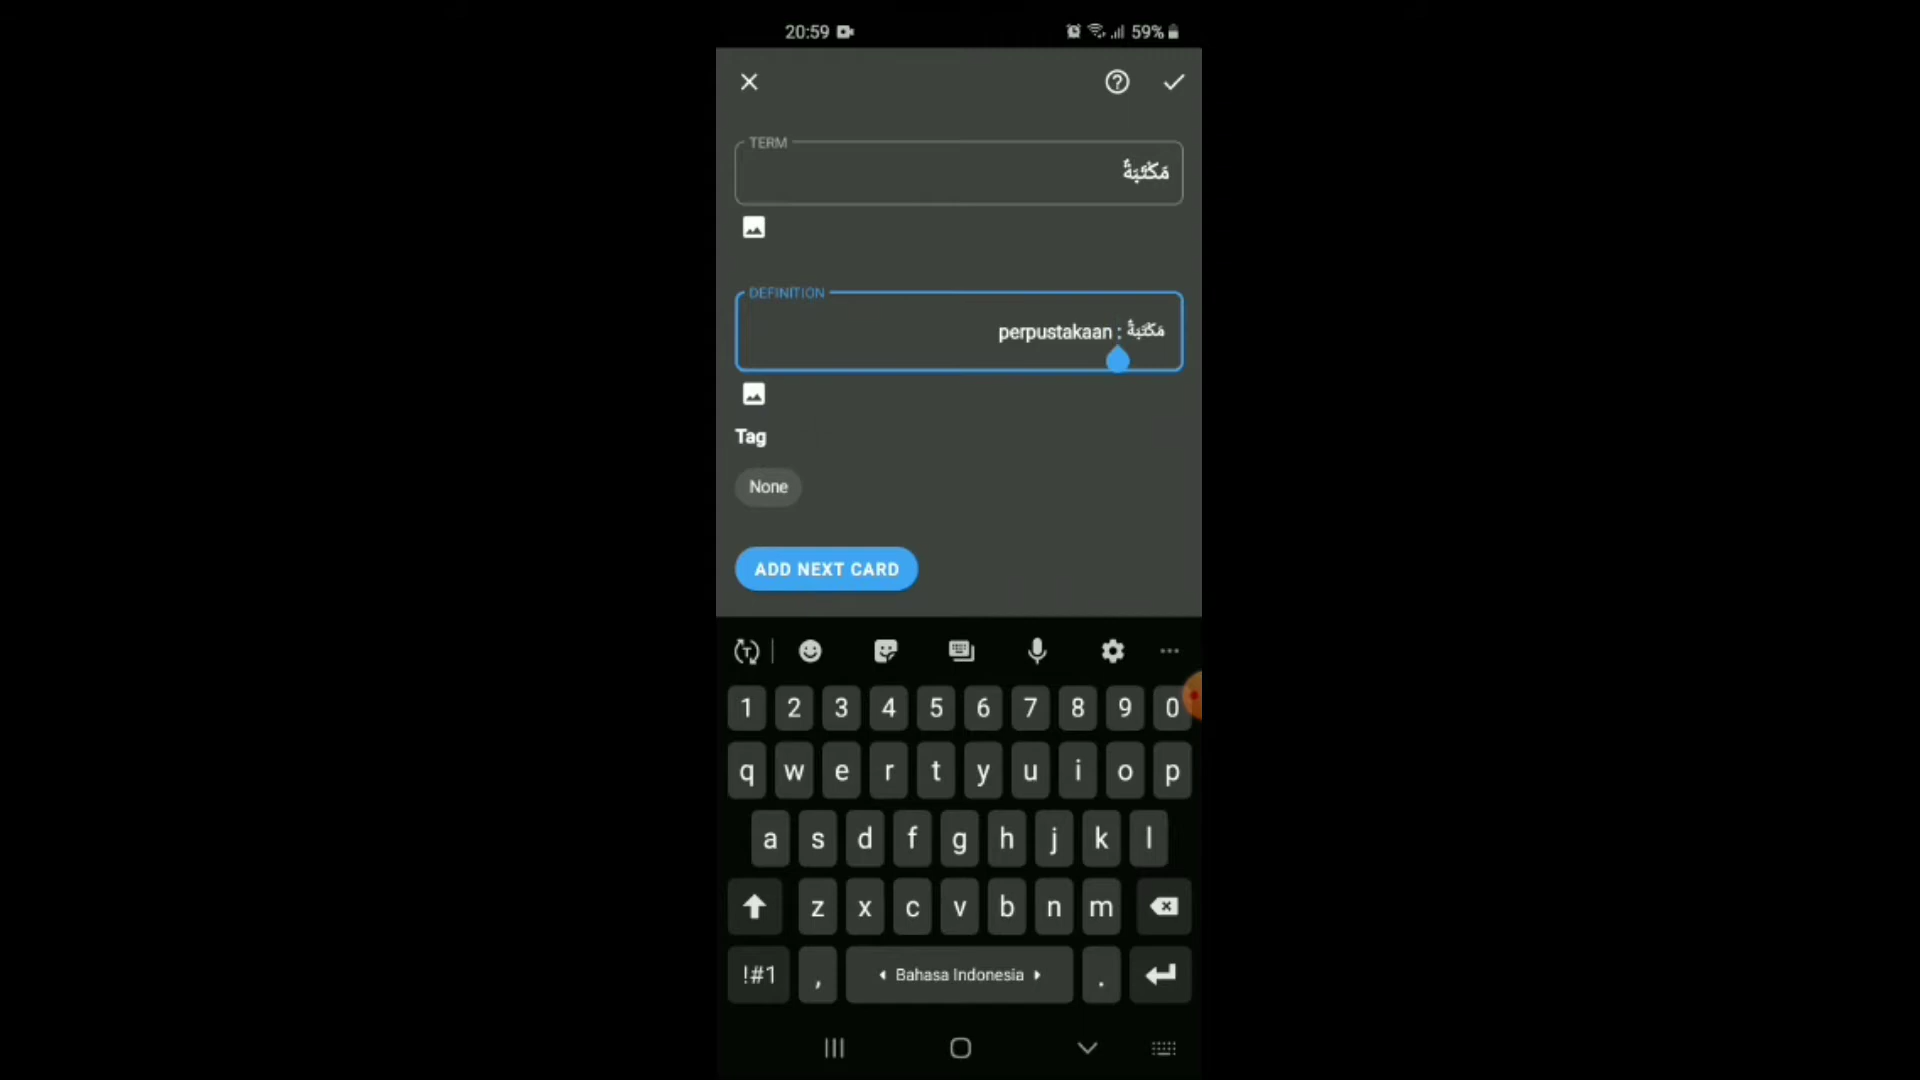 20:59 59%
TERM
مَكْتَبَةٌ
DEFINITION
مَكْتَبَةٌ : perpustakaan
Tag
None
ADD NEXT CARD
1 2 3 4 5 6 7 8 9 0
q w e r t y u i o p
a s d f g h j k l
z x c v b n m
!#1 , Bahasa Indonesia .